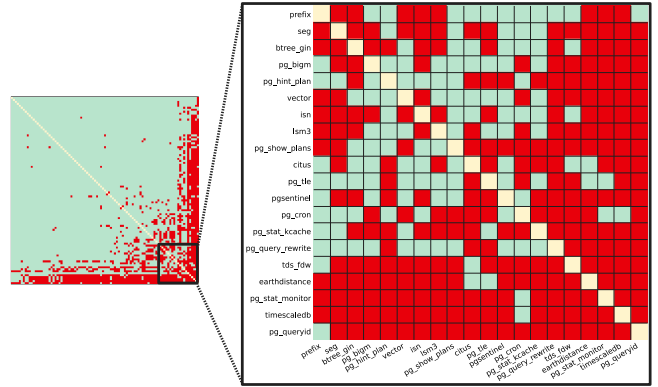 prefix
seg
btree_gin
pg_bigm
pg_hint_plan
vector
isn
lsm3
pg_show_plans
citus
pg_tle
pgsentinel
pg_cron
pg_stat_kcache
pg_query_rewrite
tds_fdw
earthdistance
pg_stat_monitor
timescaledb
pg_queryid
prefix
seg
btree_gin
pg_bigm
pg_hint_plan
vector
isn
lsm3
pg_show_plans
citus
pg_tle
pgsentinel
pg_cron
pg_stat_kcache
pg_query_rewrite
tds_fdw
earthdistance
pg_stat_monitor
timescaledb
pg_queryid